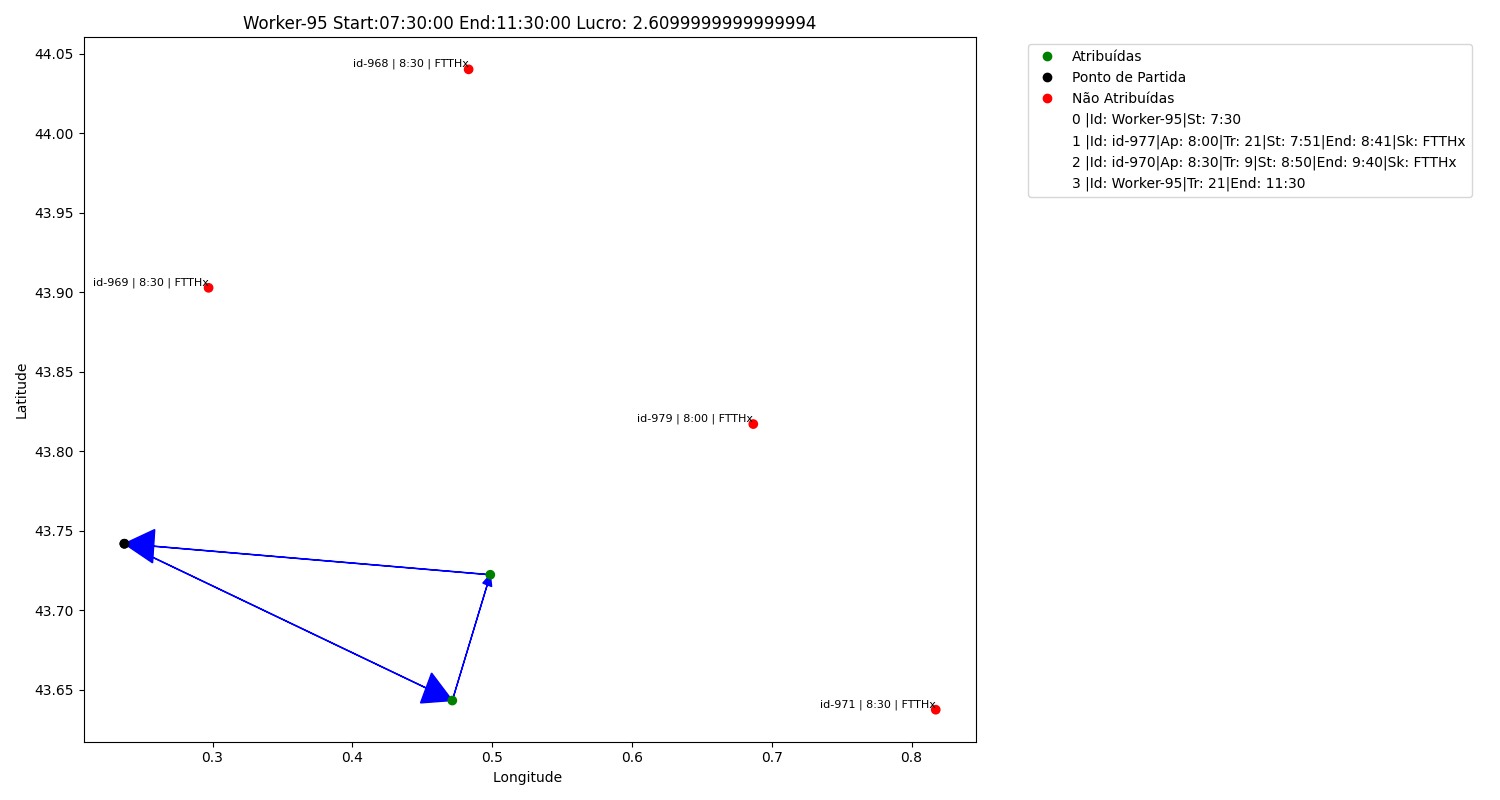 Worker-95 Start:07:30:00 End:11:30:00 Lucro: 2.6099999999999994
44.05
44.00
43.95
43.90
43.85
43.80
43.75
43.70
43.65
Latitude
id-968 | 8:30 | FTTHx
id-969 | 8:30 | FTTHx
id-979 | 8:00 | FTTHx
id-971 | 8:30 | FTTHx
0.3
0.4
0.5
0.6
0.7
0.8
Longitude
Atribuídas
Ponto de Partida
Não Atribuídas
0 |Id: Worker-95|St: 7:30
1 |Id: id-977|Ap: 8:00|Tr: 21|St: 7:51|End: 8:41|Sk: FTTHx
2 |Id: id-970|Ap: 8:30|Tr: 9|St: 8:50|End: 9:40|Sk: FTTHx
3 |Id: Worker-95|Tr: 21|End: 11:30